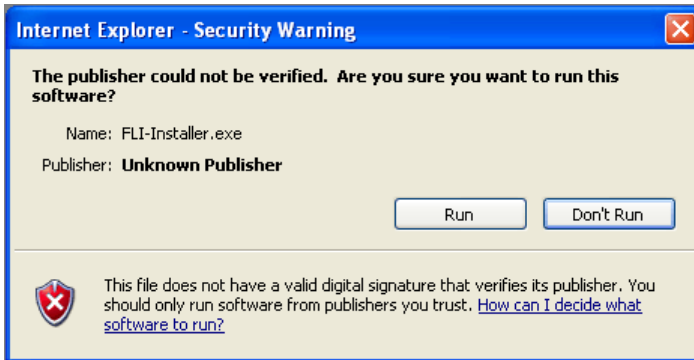 Internet Explorer - Security Warning
The publisher could not be verified. Are you sure you want to run this
software?
Name: FLI-Installer.exe
Publisher: Unknown Publisher
Run Don't Run
This file does not have a valid digital signature that verifies its publisher. You
should only run software from publishers you trust. How can I decide what
software to run?